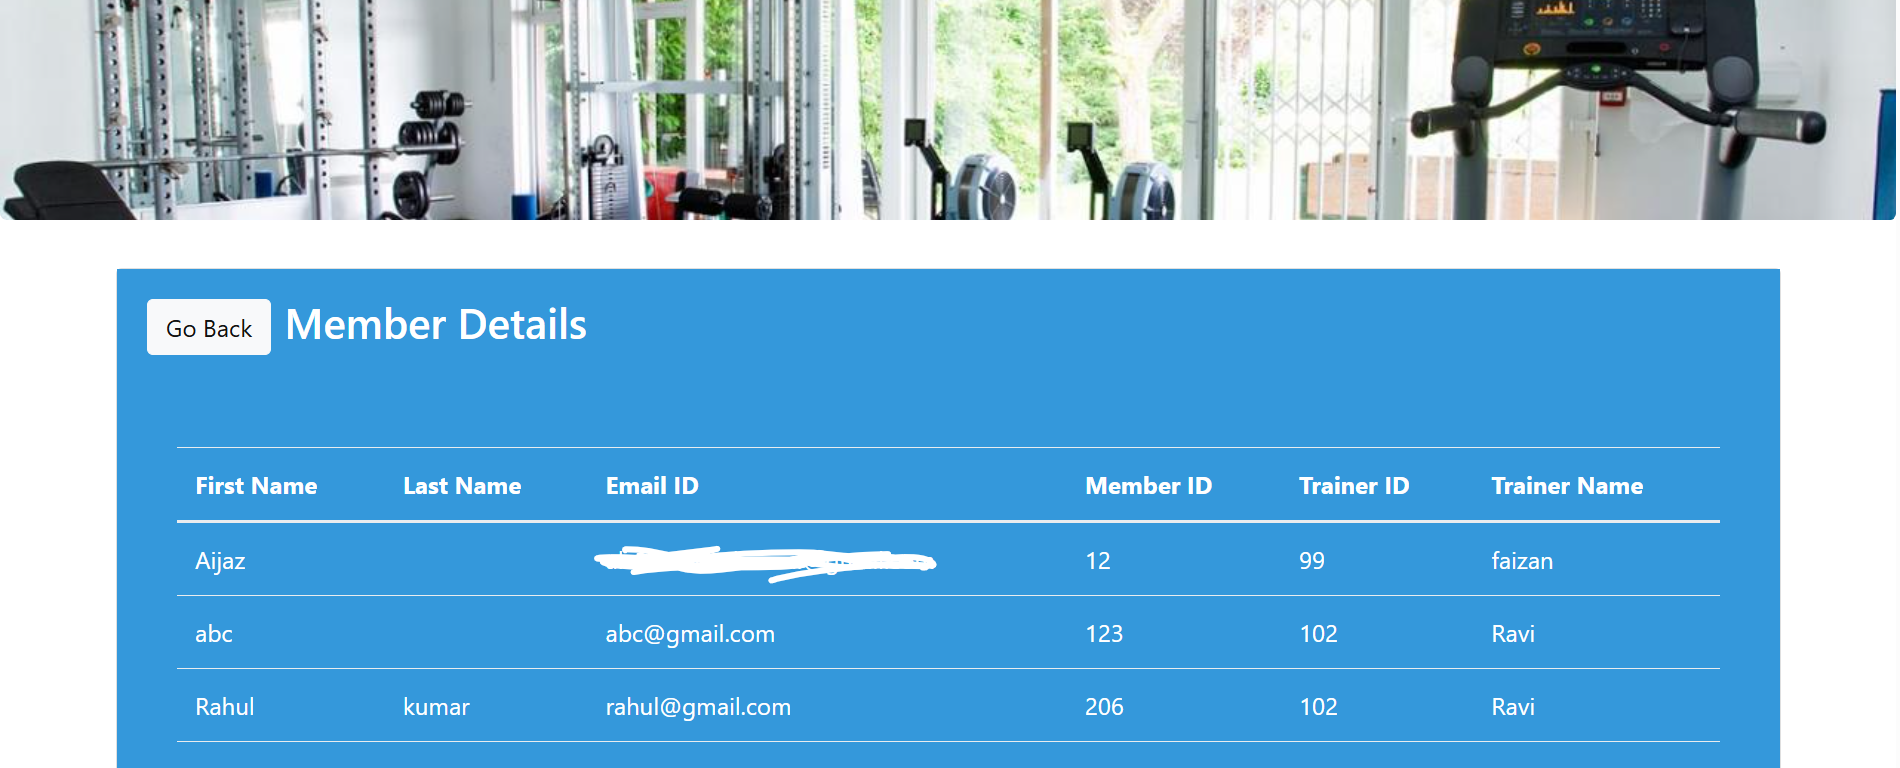 Go Back Member Details
First Name Last Name Email ID Member ID Trainer ID Trainer Name
Aijaz 12 99 faizan
abc abc@gmail.com 123 102 Ravi
Rahul kumar rahul@gmail.com 206 102 Ravi